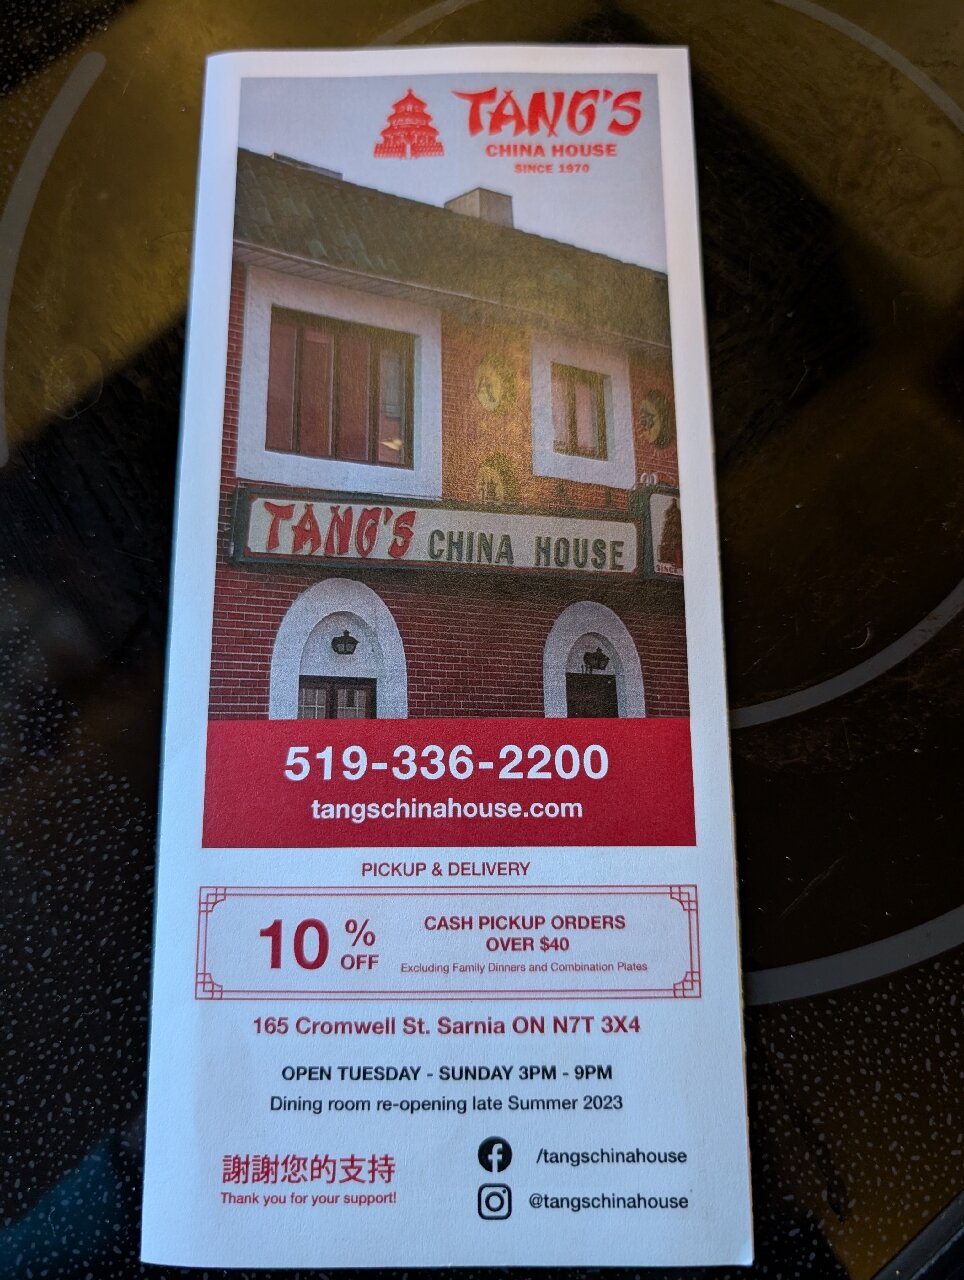 TANG'S
CHINA HOUSE
SINCE 1970
TANG'S CHINA HOUSE
SINCE
519-336-2200
tangschinahouse.com
PICKUP & DELIVERY
10 % OFF
CASH PICKUP ORDERS
OVER $40
Excluding Family Dinners and Combination Plates
165 Cromwell St. Sarnia ON N7T 3X4
OPEN TUESDAY - SUNDAY 3PM - 9PM
Dining room re-opening late Summer 2023
謝謝您的支持
Thank you for your support!
/tangschinahouse
@tangschinahouse